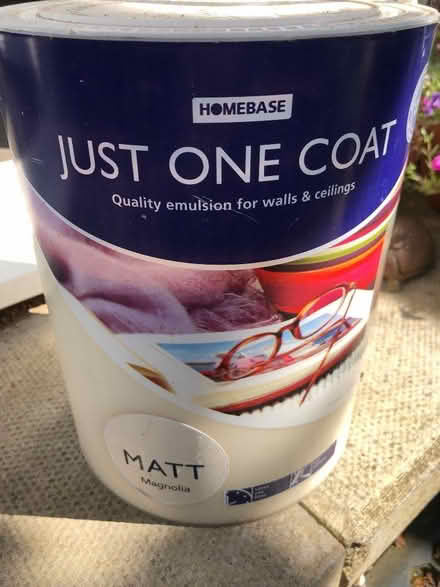 HOMEBASE
JUST ONE COAT
Quality emulsion for walls & ceilings
MATT
Magnolia